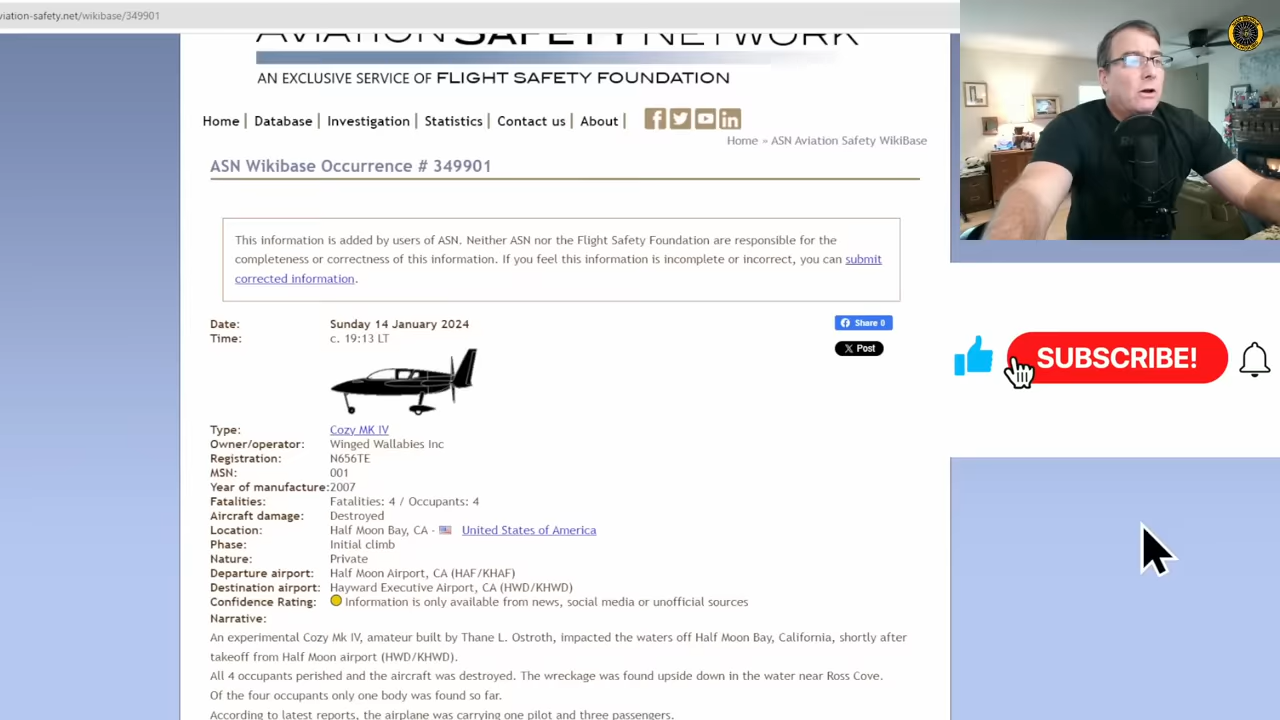 viation-safety.net/wikibase/349901
AVIATION SAFETY NETWORK
AN EXCLUSIVE SERVICE OF FLIGHT SAFETY FOUNDATION
Home | Database | Investigation | Statistics | Contact us | About |
Home » ASN Aviation Safety WikiBase
ASN Wikibase Occurrence # 349901
This information is added by users of ASN. Neither ASN nor the Flight Safety Foundation are responsible for the
completeness or correctness of this information. If you feel this information is incomplete or incorrect, you can submit
corrected information.
Date: Sunday 14 January 2024
Share 0
Time: c. 19:13 LT
X Post
SUBSCRIBE!
Type: Cozy MK IV
Owner/operator: Winged Wallabies Inc
Registration: N656TE
MSN: 001
Year of manufacture:2007
Fatalities: Fatalities: 4 / Occupants: 4
Aircraft damage: Destroyed
Location: Half Moon Bay, CA - United States of America
Phase: Initial climb
Nature: Private
Departure airport: Half Moon Airport, CA (HAF/KHAF)
Destination airport: Hayward Executive Airport, CA (HWD/KHWD)
Confidence Rating: Information is only available from news, social media or unofficial sources
Narrative:
An experimental Cozy Mk IV, amateur built by Thane L. Ostroth, impacted the waters off Half Moon Bay, California, shortly after
takeoff from Half Moon airport (HWD/KHWD).
All 4 occupants perished and the aircraft was destroyed. The wreckage was found upside down in the water near Ross Cove.
Of the four occupants only one body was found so far.
According to latest reports, the airplane was carrying one pilot and three passengers.